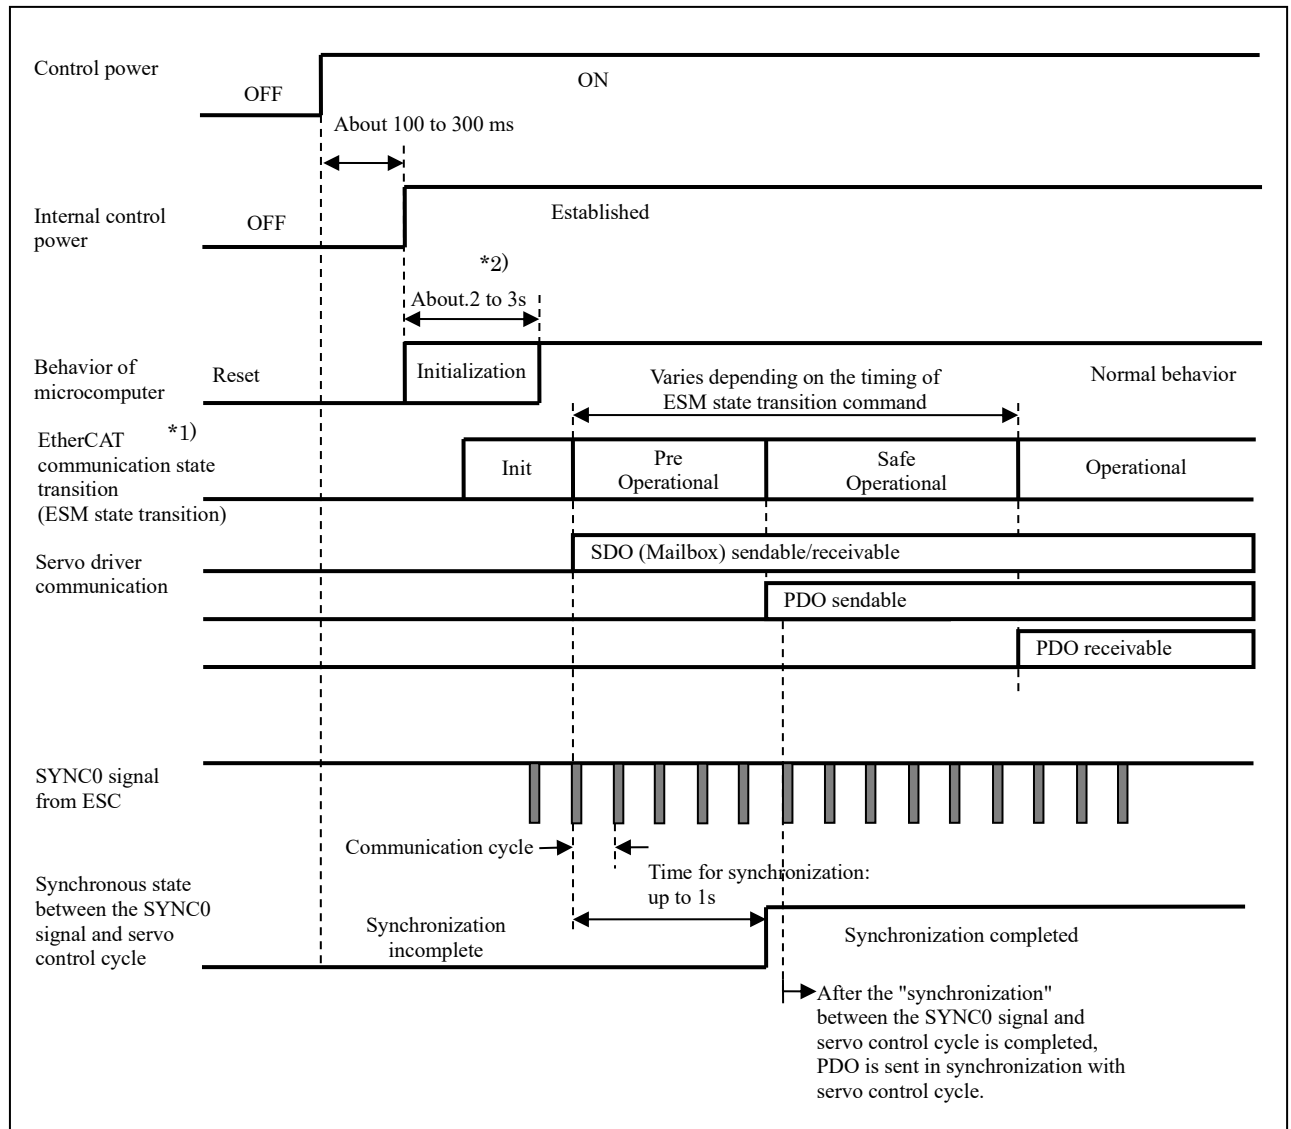 Control power
OFF
ON
About 100 to 300 ms
Internal control
power
OFF
Established
*2)
About.2 to 3s
Behavior of
microcomputer
Reset
Initialization
Varies depending on the timing of
ESM state transition command
Normal behavior
EtherCAT *1)
communication state
transition
(ESM state transition)
Init
Pre
Operational
Safe
Operational
Operational
Servo driver
communication
SDO (Mailbox) sendable/receivable
PDO sendable
PDO receivable
SYNC0 signal
from ESC
Communication cycle
Time for synchronization:
up to 1s
Synchronous state
between the SYNC0
signal and servo
control cycle
Synchronization
incomplete
Synchronization completed
After the "synchronization"
between the SYNC0 signal and
servo control cycle is completed,
PDO is sent in synchronization with
servo control cycle.